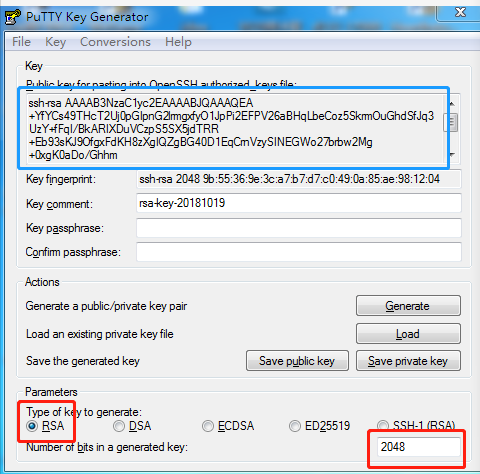 PuTTY Key Generator
File Key Conversions Help
Key
Public key for pasting into OpenSSH authorized_keys file:
ssh-rsa AAAAB3NzaC1yc2EAAAABJQAAAQEA
+YfYCs49THcT2Uj0pGlpnG2lmgxfyO1JpPi2EFPV26aBHqLbeCoz5SkrmOuGhdSfJq3
UzY+fFqI/BkARIXDuVCzpS5SX5jdTRR
+Eb93sKJ9OfgxFdKH8zXglQZgBG40D1EqCmVzySINEGWo27brbw2Mg
+0xgK0aDo/Ghhm
Key fingerprint: ssh-rsa 2048 9b:55:36:9e:3c:a7:b7:d7:c0:49:0a:85:ae:98:12:04
Key comment: rsa-key-20181019
Key passphrase:
Confirm passphrase:
Actions
Generate a public/private key pair Generate
Load an existing private key file Load
Save the generated key Save public key Save private key
Parameters
Type of key to generate:
RSA DSA ECDSA ED25519 SSH-1 (RSA)
Number of bits in a generated key: 2048